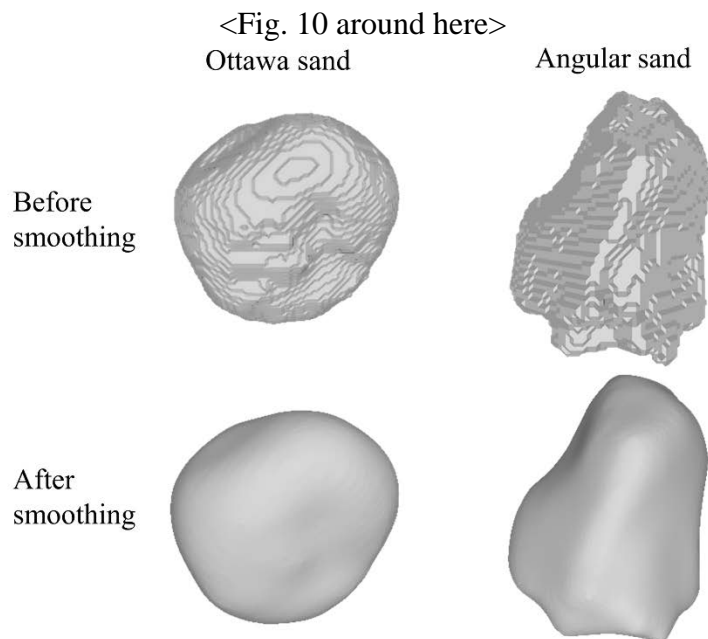 <Fig. 10 around here>
Ottawa sand
Angular sand
Before
smoothing
After
smoothing